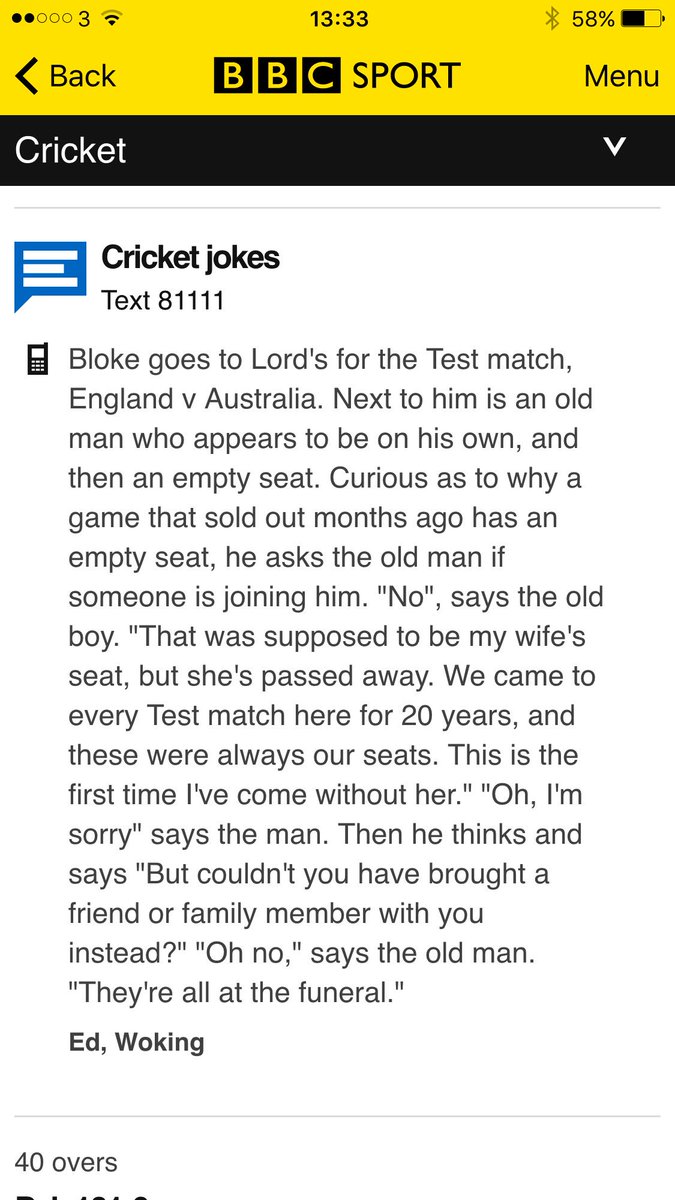 3 13:33 58%
Back BBC SPORT Menu
Cricket
Cricket jokes
Text 81111
Bloke goes to Lord's for the Test match,
England v Australia. Next to him is an old
man who appears to be on his own, and
then an empty seat. Curious as to why a
game that sold out months ago has an
empty seat, he asks the old man if
someone is joining him. "No", says the old
boy. "That was supposed to be my wife's
seat, but she's passed away. We came to
every Test match here for 20 years, and
these were always our seats. This is the
first time I've come without her." "Oh, I'm
sorry" says the man. Then he thinks and
says "But couldn't you have brought a
friend or family member with you
instead?" "Oh no," says the old man.
"They're all at the funeral."
Ed, Woking
40 overs